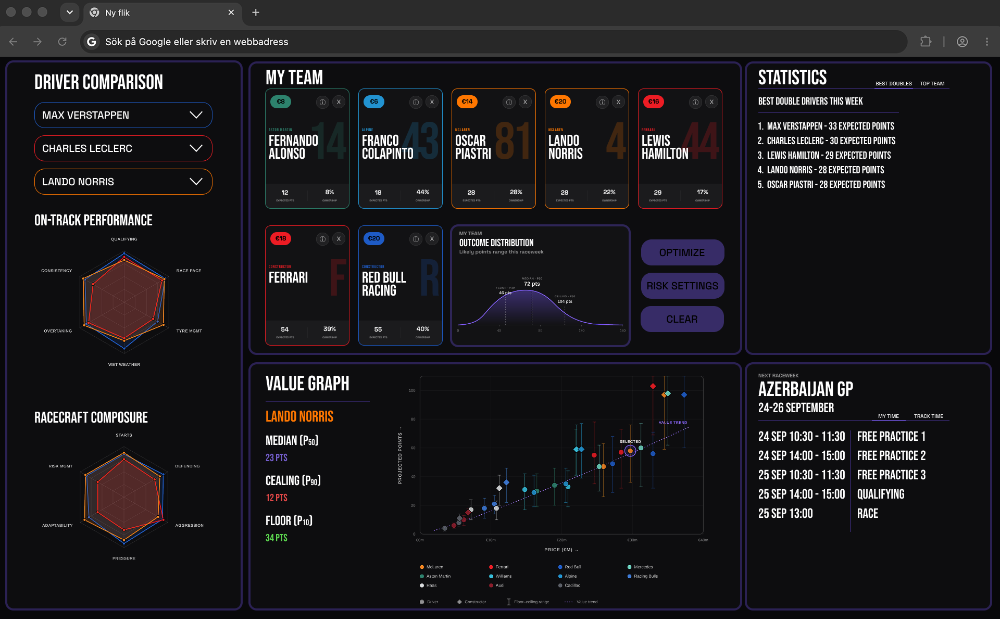 Ny flik
Sök på Google eller skriv en webbadress
DRIVER COMPARISON
MAX VERSTAPPEN
CHARLES LECLERC
LANDO NORRIS
ON-TRACK PERFORMANCE
QUALIFYING
CONSISTENCY
RACE PACE
OVERTAKING
TYRE MGMT
WET WEATHER
RACECRAFT COMPOSURE
STARTS
RISK MGMT
DEFENDING
ADAPTABILITY
AGGRESSION
PRESSURE
MY TEAM
€8 ⓘ X
ASTON MARTIN
14
FERNANDO
ALONSO
12 8%
EXPECTED PTS OWNERSHIP
€6 ⓘ X
ALPINE
43
FRANCO
COLAPINTO
18 44%
EXPECTED PTS OWNERSHIP
€14 ⓘ X
MCLAREN
81
OSCAR
PIASTRI
28 28%
EXPECTED PTS OWNERSHIP
€20 ⓘ X
MCLAREN
4
LANDO
NORRIS
28 22%
EXPECTED PTS OWNERSHIP
€16 ⓘ X
FERRARI
44
LEWIS
HAMILTON
29 17%
EXPECTED PTS OWNERSHIP
€18 ⓘ X
CONSTRUCTOR
F
FERRARI
54 39%
EXPECTED PTS OWNERSHIP
€20 ⓘ X
CONSTRUCTOR
R
RED BULL
RACING
55 40%
EXPECTED PTS OWNERSHIP
MY TEAM
OUTCOME DISTRIBUTION
Likely points range this raceweek
MEDIAN · P50
72 pts
FLOOR · P10
46 pts
CEILING · P90
104 pts
0 40 80 120 160
OPTIMIZE
RISK SETTINGS
CLEAR
STATISTICS
BEST DOUBLES TOP TEAM
BEST DOUBLE DRIVERS THIS WEEK
1. MAX VERSTAPPEN - 33 EXPECTED POINTS
2. CHARLES LECLERC - 30 EXPECTED POINTS
3. LEWIS HAMILTON - 29 EXPECTED POINTS
4. LANDO NORRIS - 28 EXPECTED POINTS
5. OSCAR PIASTRI - 28 EXPECTED POINTS
VALUE GRAPH
LANDO NORRIS
MEDIAN (P50)
23 PTS
CEALING (P90)
12 PTS
FLOOR (P10)
34 PTS
PROJECTED POINTS →
100
80
60
40
20
0
VALUE TREND
SELECTED
€0m €10m €20m €30m €40m
PRICE (€M) →
McLaren Ferrari Red Bull Mercedes
Aston Martin Williams Alpine Racing Bulls
Haas Audi Cadillac
Driver Constructor Floor–ceiling range Value trend
NEXT RACEWEEK
AZERBAIJAN GP
24-26 SEPTEMBER
MY TIME TRACK TIME
24 SEP 10:30 - 11:30 FREE PRACTICE 1
24 SEP 14:00 - 15:00 FREE PRACTICE 2
25 SEP 10:30 - 11:30 FREE PRACTICE 3
25 SEP 14:00 - 15:00 QUALIFYING
25 SEP 13:00 RACE